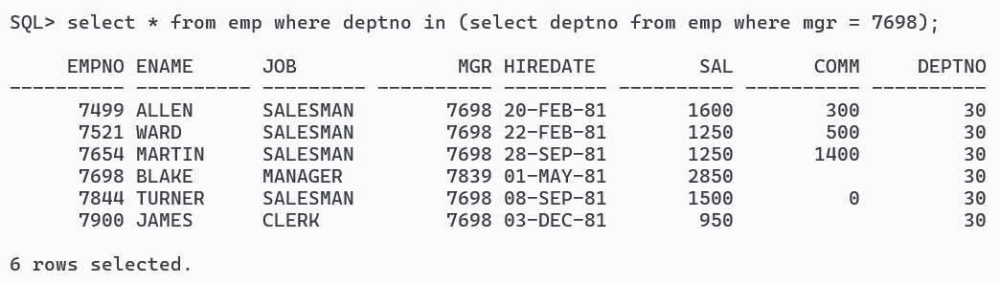 SQL> select * from emp where deptno in (select deptno from emp where mgr = 7698);
     EMPNO ENAME      JOB              MGR HIREDATE         SAL       COMM     DEPTNO
---------- ---------- --------- ---------- --------- ---------- ---------- ----------
      7499 ALLEN      SALESMAN        7698 20-FEB-81       1600        300         30
      7521 WARD       SALESMAN        7698 22-FEB-81       1250        500         30
      7654 MARTIN     SALESMAN        7698 28-SEP-81       1250       1400         30
      7698 BLAKE      MANAGER         7839 01-MAY-81       2850                    30
      7844 TURNER     SALESMAN        7698 08-SEP-81       1500          0         30
      7900 JAMES      CLERK           7698 03-DEC-81        950                    30
6 rows selected.